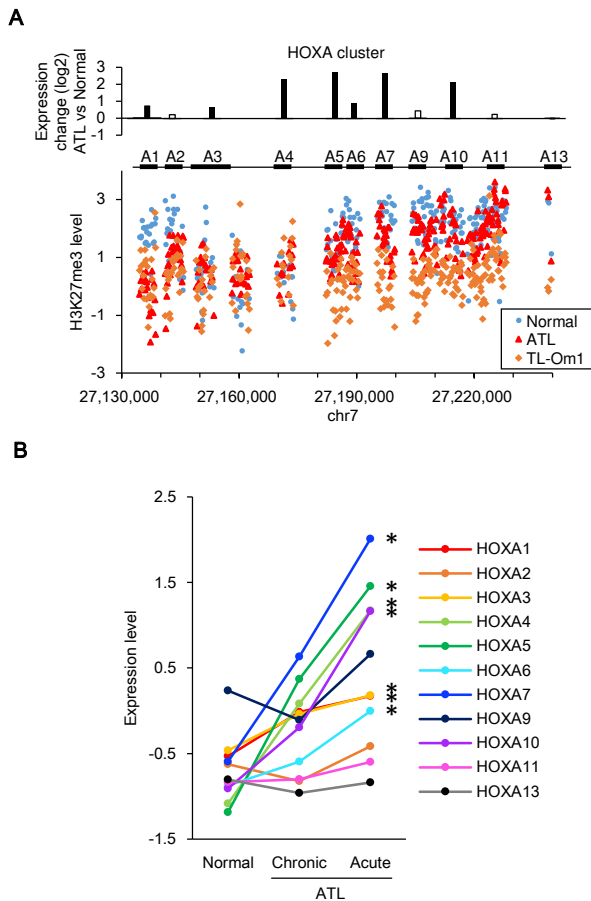 A
HOXA cluster
Expression
change (log2)
ATL vs Normal
3
2
1
0
-1
A1 A2 A3 A4 A5 A6 A7 A9 A10 A11 A13
H3K27me3 level
3
1
-1
-3
Normal
ATL
TL-Om1
27,130,000 27,160,000 27,190,000 27,220,000
chr7
B
Expression level
2.5
1.5
0.5
-0.5
-1.5
*
*
*
*
*
*
*
HOXA1
HOXA2
HOXA3
HOXA4
HOXA5
HOXA6
HOXA7
HOXA9
HOXA10
HOXA11
HOXA13
Normal Chronic Acute
ATL